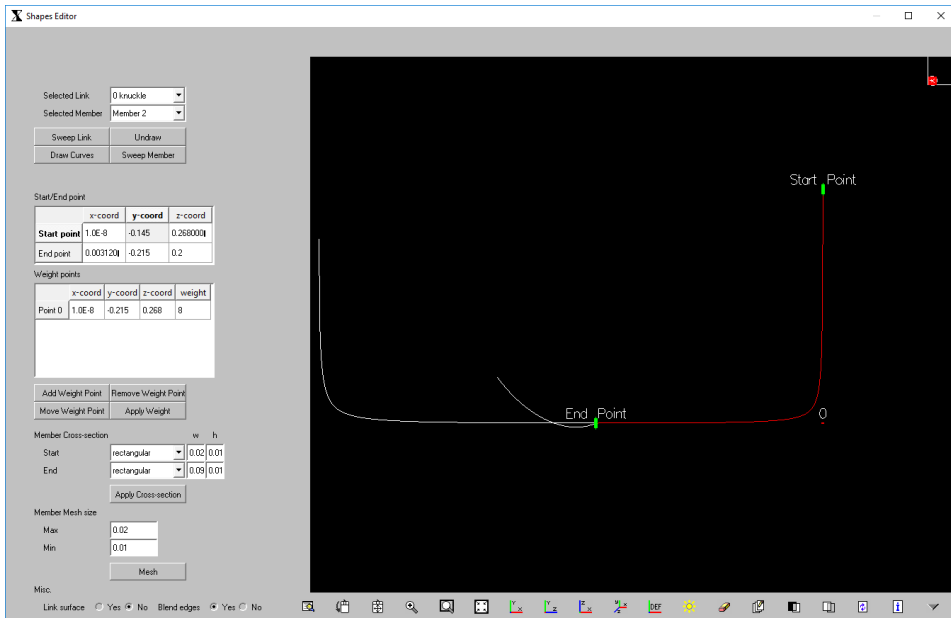 Shapes Editor
Selected Link 0 knuckle
Selected Member Member 2
Sweep Link Undraw
Draw Curves Sweep Member
Start/End point
x-coord y-coord z-coord
Start point 1.0E-8 -0.145 0.268000
End point 0.003120 -0.215 0.2
Weight points
x-coord y-coord z-coord weight
Point 0 1.0E-8 -0.215 0.268 8
Add Weight Point Remove Weight Point
Move Weight Point Apply Weight
Member Cross-section w h
Start rectangular 0.02 0.01
End rectangular 0.09 0.01
Apply Cross-section
Member Mesh size
Max 0.02
Min 0.01
Mesh
Misc.
Link surface Yes No Blend edges Yes No
Start Point
End Point
0
DEF